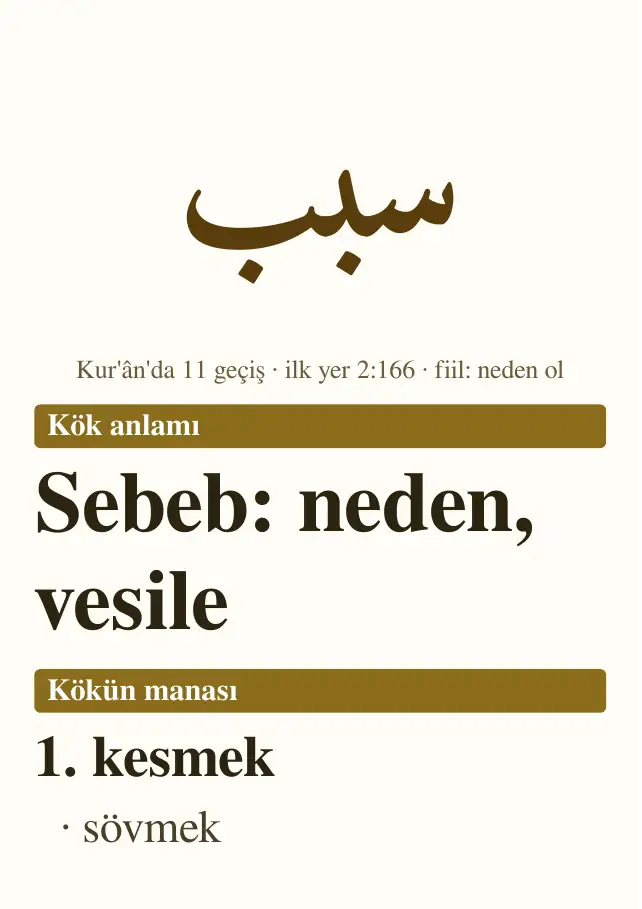 سبب
Kur'ân'da 11 geçiş · ilk yer 2:166 · fiil: neden ol
Kök anlamı
Sebeb: neden,
vesile
Kökün manası
1. kesmek
· sövmek